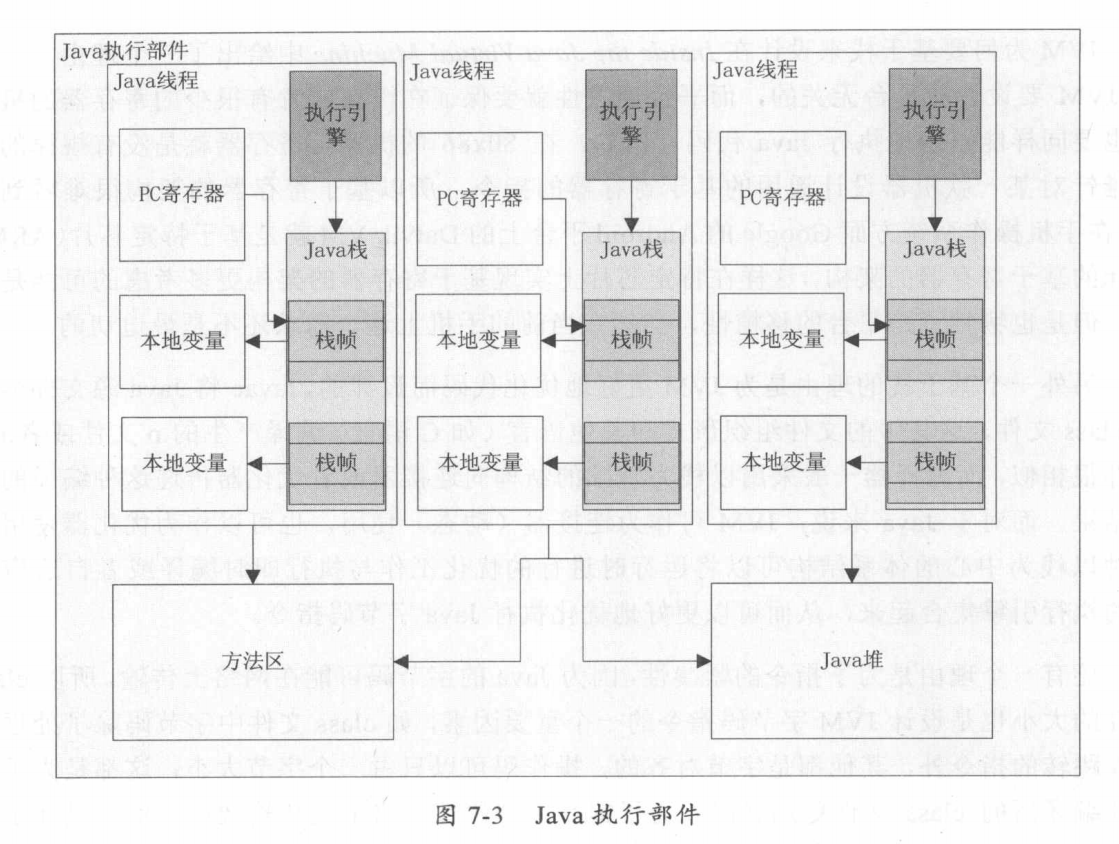 Java执行部件
Java线程
执行引
擎
PC寄存器
Java栈
本地变量
栈帧
本地变量
栈帧
Java线程
执行引
擎
PC寄存器
Java栈
本地变量
栈帧
本地变量
栈帧
Java线程
执行引
擎
PC寄存器
Java栈
本地变量
栈帧
本地变量
栈帧
方法区
Java堆
图 7-3 Java 执行部件